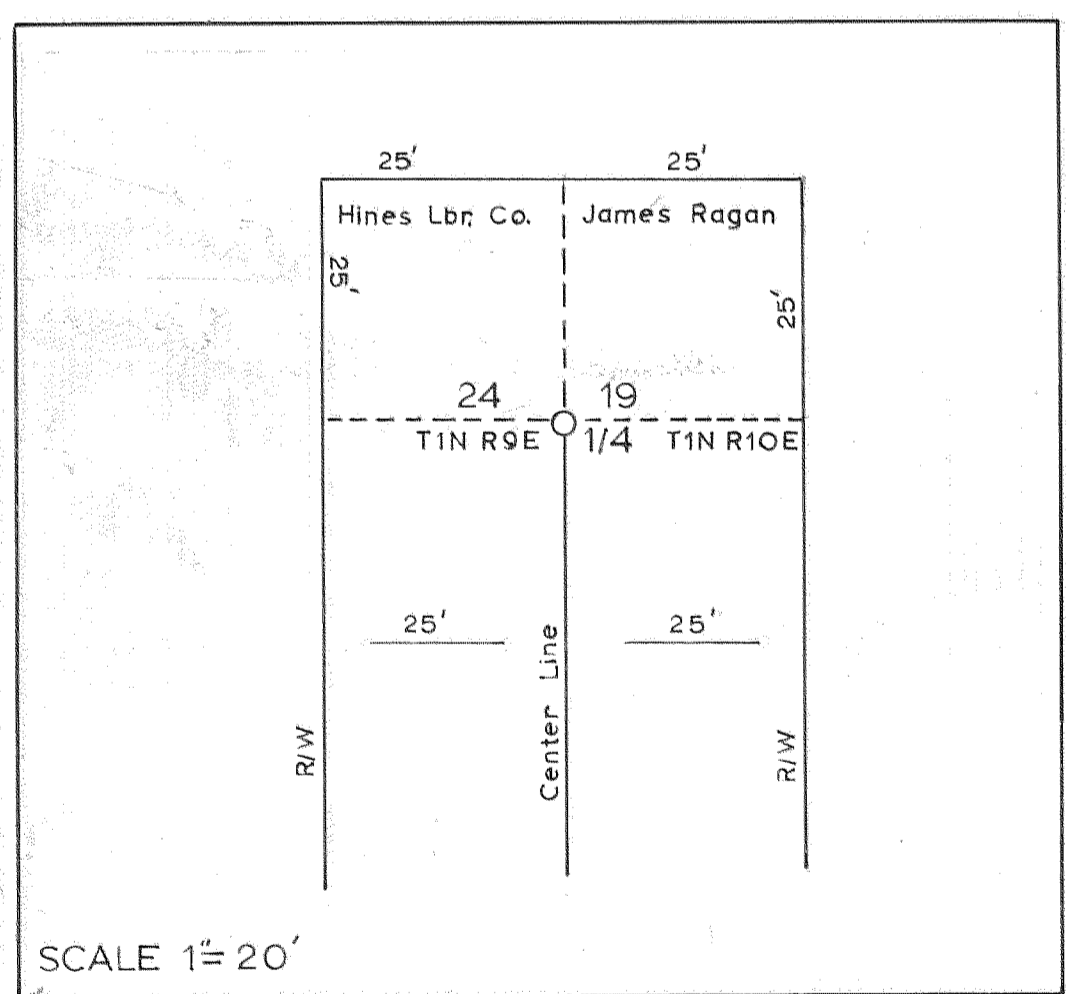 25' 25'
Hines Lbr. Co. James Ragan
25' 25'
24 19
T1N R9E 1/4 T1N R10E
25' 25'
Center Line
R/W R/W
SCALE 1"= 20'